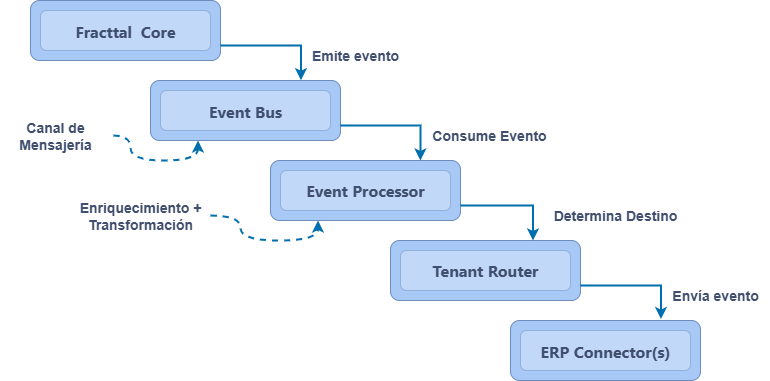 Fracttal Core
Emite evento
Event Bus
Canal de
Mensajería
Consume Evento
Event Processor
Enriquecimiento +
Transformación
Determina Destino
Tenant Router
Envía evento
ERP Connector(s)